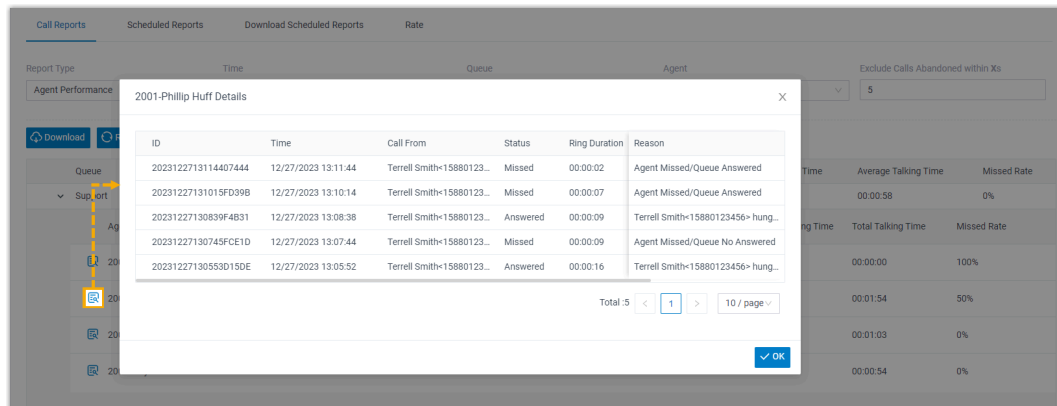 Call Reports Scheduled Reports Download Scheduled Reports Rate
Report Type Time Queue Agent Exclude Calls Abandoned within Xs
Agent Performance 5
2001-Phillip Huff Details
Download
ID Time Call From Status Ring Duration Reason
20231227131114407444 12/27/2023 13:11:44 Terrell Smith<15880123... Missed 00:00:02 Agent Missed/Queue Answered
Queue Time Average Talking Time Missed Rate
20231227131015FD39B 12/27/2023 13:10:14 Terrell Smith<15880123... Missed 00:00:07 Agent Missed/Queue Answered
Support 00:00:58 0%
20231227130839F4B31 12/27/2023 13:08:38 Terrell Smith<15880123... Answered 00:00:09 Terrell Smith<15880123456> hung...
Total Talking Time Missed Rate
20231227130745FCE1D 12/27/2023 13:07:44 Terrell Smith<15880123... Missed 00:00:09 Agent Missed/Queue No Answered
20231227130553D15DE 12/27/2023 13:05:52 Terrell Smith<15880123... Answered 00:00:16 Terrell Smith<15880123456> hung...
00:00:00 100%
Total :5 < 1 > 10 / page
00:01:54 50%
00:01:03 0%
OK
00:00:54 0%